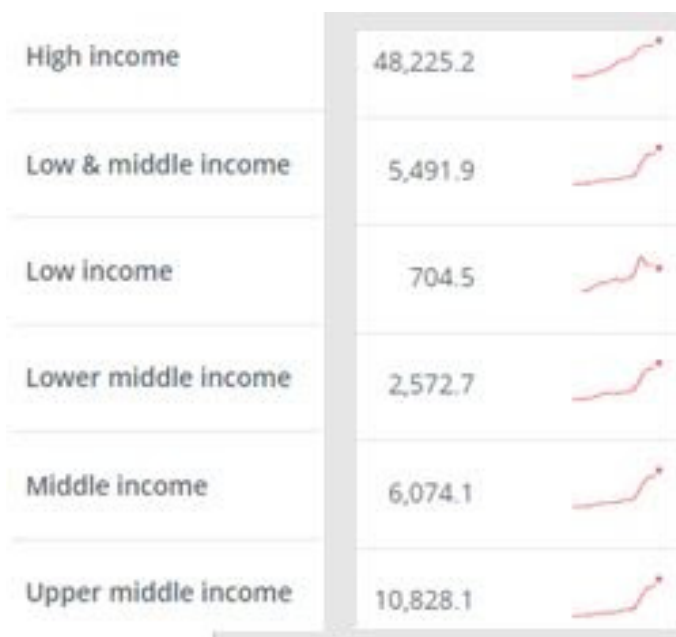 High income 48,225.2
Low & middle income 5,491.9
Low income 704.5
Lower middle income 2,572.7
Middle income 6,074.1
Upper middle income 10,828.1